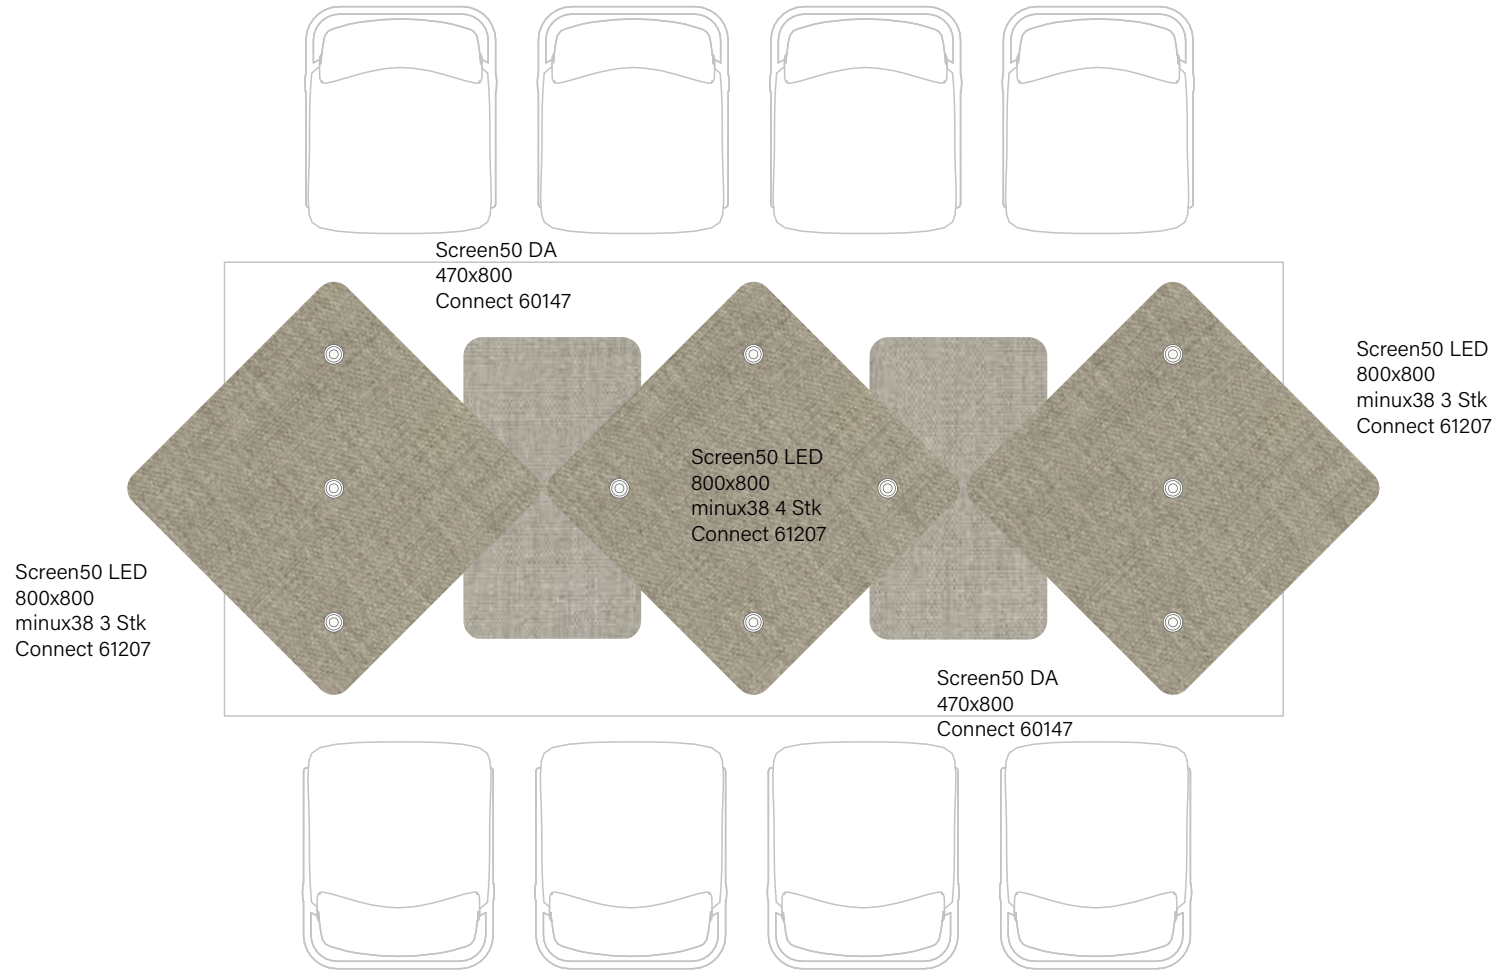 Screen50 DA
470x800
Connect 60147
Screen50 LED
800x800
minux38 3 Stk
Connect 61207
Screen50 LED
800x800
minux38 4 Stk
Connect 61207
Screen50 LED
800x800
minux38 3 Stk
Connect 61207
Screen50 DA
470x800
Connect 60147